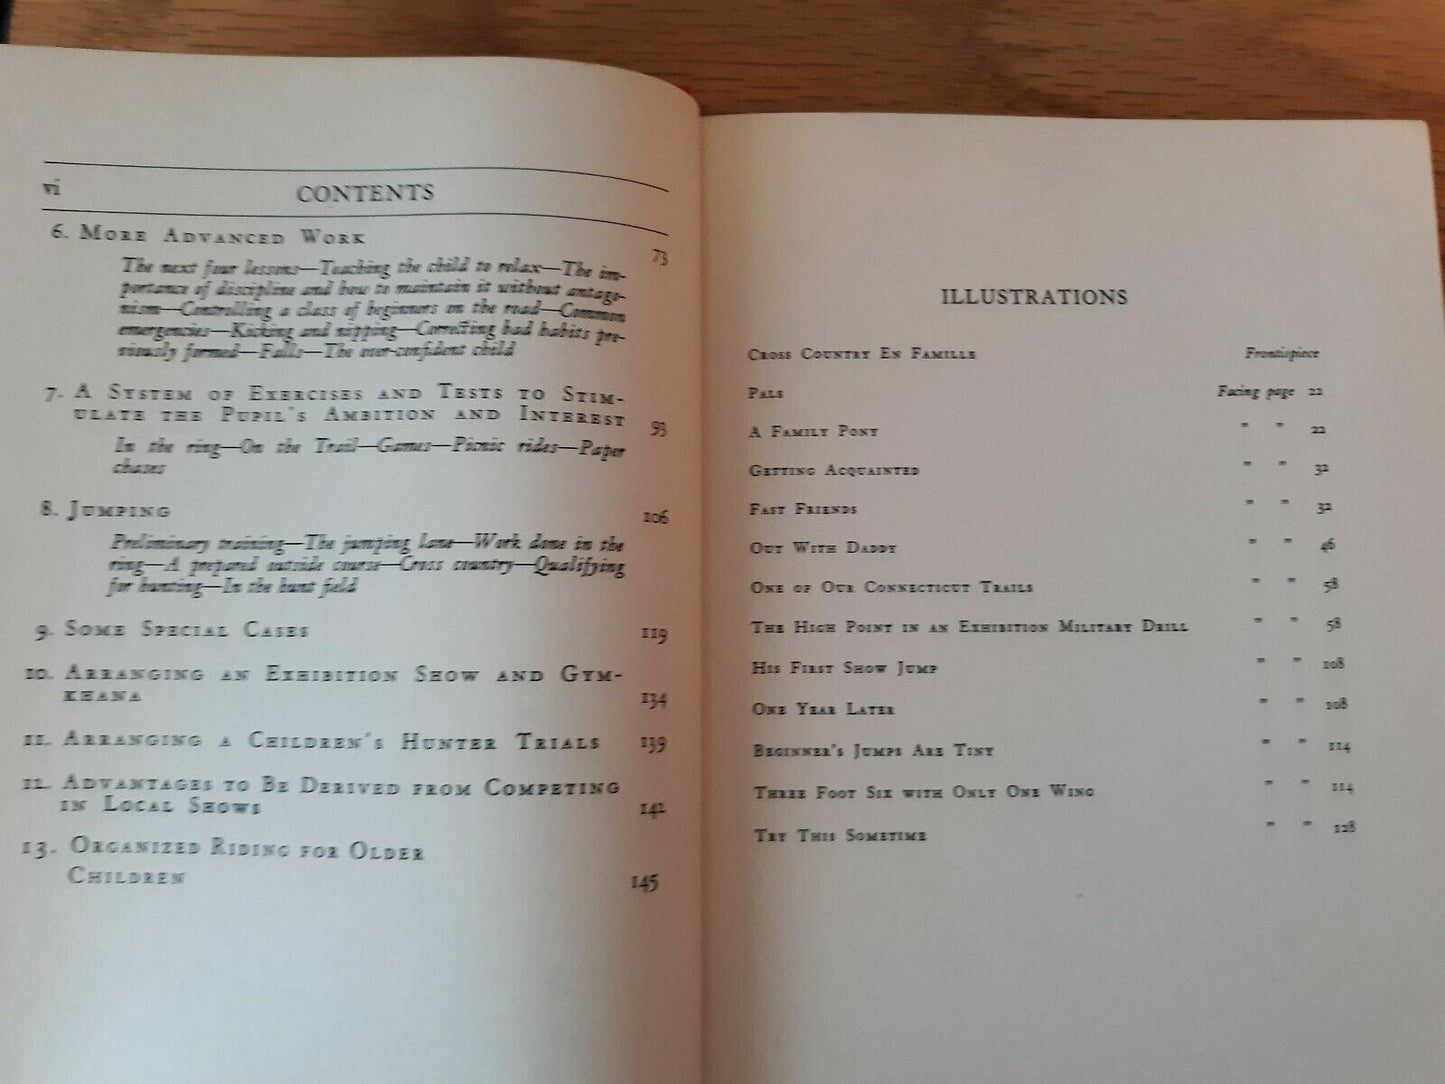 vi CONTENTS
6. MORE ADVANCED WORK 73
The next four lessons—Teaching the child to relax—The im-
portance of discipline and how to maintain it without antago-
nism—Controlling a class of beginners on the road—Common
emergencies—Kicking and nipping—Correcting bad habits pre-
viously formed—Falls—The over-confident child
7. A SYSTEM OF EXERCISES AND TESTS TO STIM-
ULATE THE PUPIL'S AMBITION AND INTEREST 93
In the ring—On the Trail—Games—Picnic rides—Paper
chases
8. JUMPING 106
Preliminary training—The jumping lane—Work done in the
ring—A prepared outside course—Cross country—Qualifying
for hunting—In the hunt field
9. SOME SPECIAL CASES 119
10. ARRANGING AN EXHIBITION SHOW AND GYM-
KHANA 134
11. ARRANGING A CHILDREN'S HUNTER TRIALS 139
12. ADVANTAGES TO BE DERIVED FROM COMPETING
IN LOCAL SHOWS 142
13. ORGANIZED RIDING FOR OLDER
CHILDREN 145
ILLUSTRATIONS
CROSS COUNTRY EN FAMILLE Frontispiece
PALS Facing page 22
A FAMILY PONY " " 22
GETTING ACQUAINTED " " 32
FAST FRIENDS " " 32
OUT WITH DADDY " " 46
ONE OF OUR CONNECTICUT TRAILS " " 58
THE HIGH POINT IN AN EXHIBITION MILITARY DRILL " " 58
HIS FIRST SHOW JUMP " " 108
ONE YEAR LATER " " 108
BEGINNER'S JUMPS ARE TINY " " 114
THREE FOOT SIX WITH ONLY ONE WING " " 114
TRY THIS SOMETIME " " 128